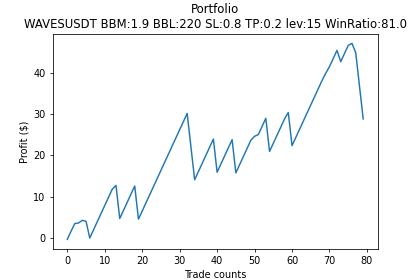 Portfolio
WAVESUSDT BBM:1.9 BBL:220 SL:0.8 TP:0.2 lev:15 WinRatio:81.0
Profit ($)
40
30
20
10
0
0 10 20 30 40 50 60 70 80
Trade counts